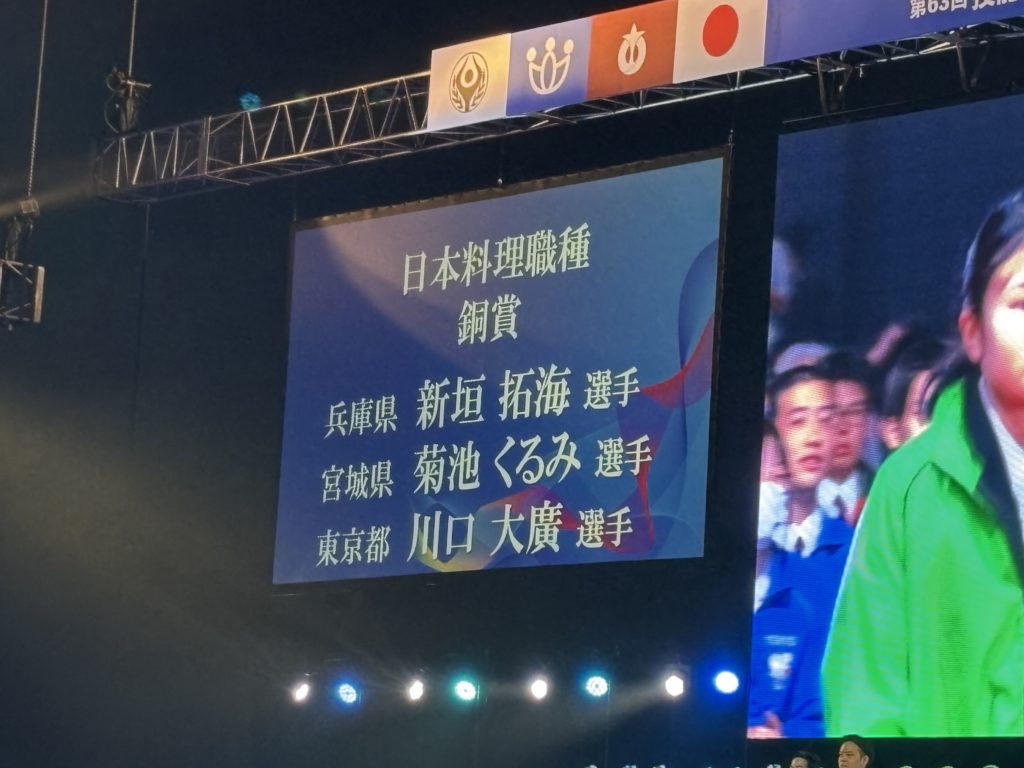 第63回技能
日本料理職種
銅賞
兵庫県 新垣 拓海 選手
宮城県 菊池 くるみ 選手
東京都 川口 大廣 選手